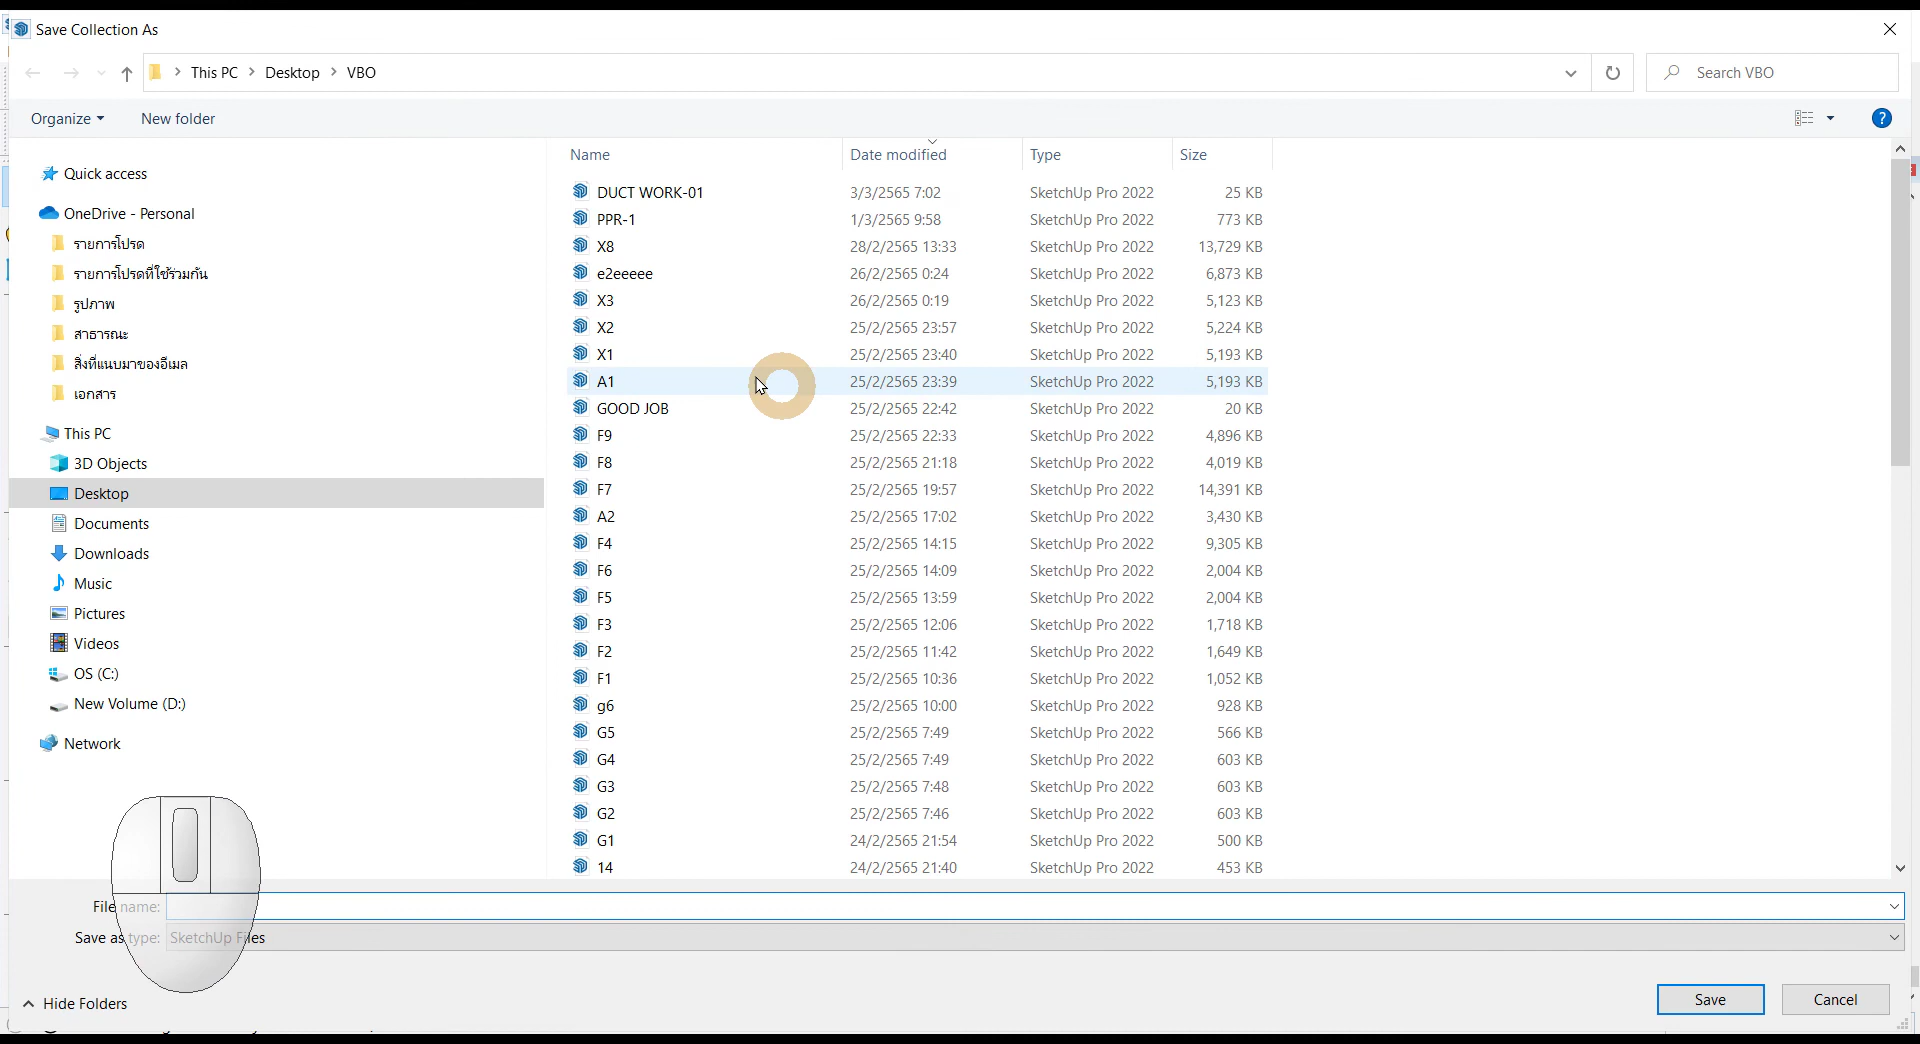 Save Collection As
This PC > Desktop > VBO
Search VBO
Organize
New folder
Quick access
OneDrive - Personal
รายการโปรด
รายการโปรดที่ใช้ร่วมกัน
รูปภาพ
สาธารณะ
สิ่งที่แนบมาของอีเมล
เอกสาร
This PC
3D Objects
Desktop
Documents
Downloads
Music
Pictures
Videos
OS (C:)
New Volume (D:)
Network
Name Date modified Type Size
DUCT WORK-01 3/3/2565 7:02 SketchUp Pro 2022 25 KB
PPR-1 1/3/2565 9:58 SketchUp Pro 2022 773 KB
X8 28/2/2565 13:33 SketchUp Pro 2022 13,729 KB
e2eeeee 26/2/2565 0:24 SketchUp Pro 2022 6,873 KB
X3 26/2/2565 0:19 SketchUp Pro 2022 5,123 KB
X2 25/2/2565 23:57 SketchUp Pro 2022 5,224 KB
X1 25/2/2565 23:40 SketchUp Pro 2022 5,193 KB
A1 25/2/2565 23:39 SketchUp Pro 2022 5,193 KB
GOOD JOB 25/2/2565 22:42 SketchUp Pro 2022 20 KB
F9 25/2/2565 22:33 SketchUp Pro 2022 4,896 KB
F8 25/2/2565 21:18 SketchUp Pro 2022 4,019 KB
F7 25/2/2565 19:57 SketchUp Pro 2022 14,391 KB
A2 25/2/2565 17:02 SketchUp Pro 2022 3,430 KB
F4 25/2/2565 14:15 SketchUp Pro 2022 9,305 KB
F6 25/2/2565 14:09 SketchUp Pro 2022 2,004 KB
F5 25/2/2565 13:59 SketchUp Pro 2022 2,004 KB
F3 25/2/2565 12:06 SketchUp Pro 2022 1,718 KB
F2 25/2/2565 11:42 SketchUp Pro 2022 1,649 KB
F1 25/2/2565 10:36 SketchUp Pro 2022 1,052 KB
g6 25/2/2565 10:00 SketchUp Pro 2022 928 KB
G5 25/2/2565 7:49 SketchUp Pro 2022 566 KB
G4 25/2/2565 7:49 SketchUp Pro 2022 603 KB
G3 25/2/2565 7:48 SketchUp Pro 2022 603 KB
G2 25/2/2565 7:46 SketchUp Pro 2022 603 KB
G1 24/2/2565 21:54 SketchUp Pro 2022 500 KB
14 24/2/2565 21:40 SketchUp Pro 2022 453 KB
File name:
Save as type: SketchUp Files
Hide Folders
Save
Cancel